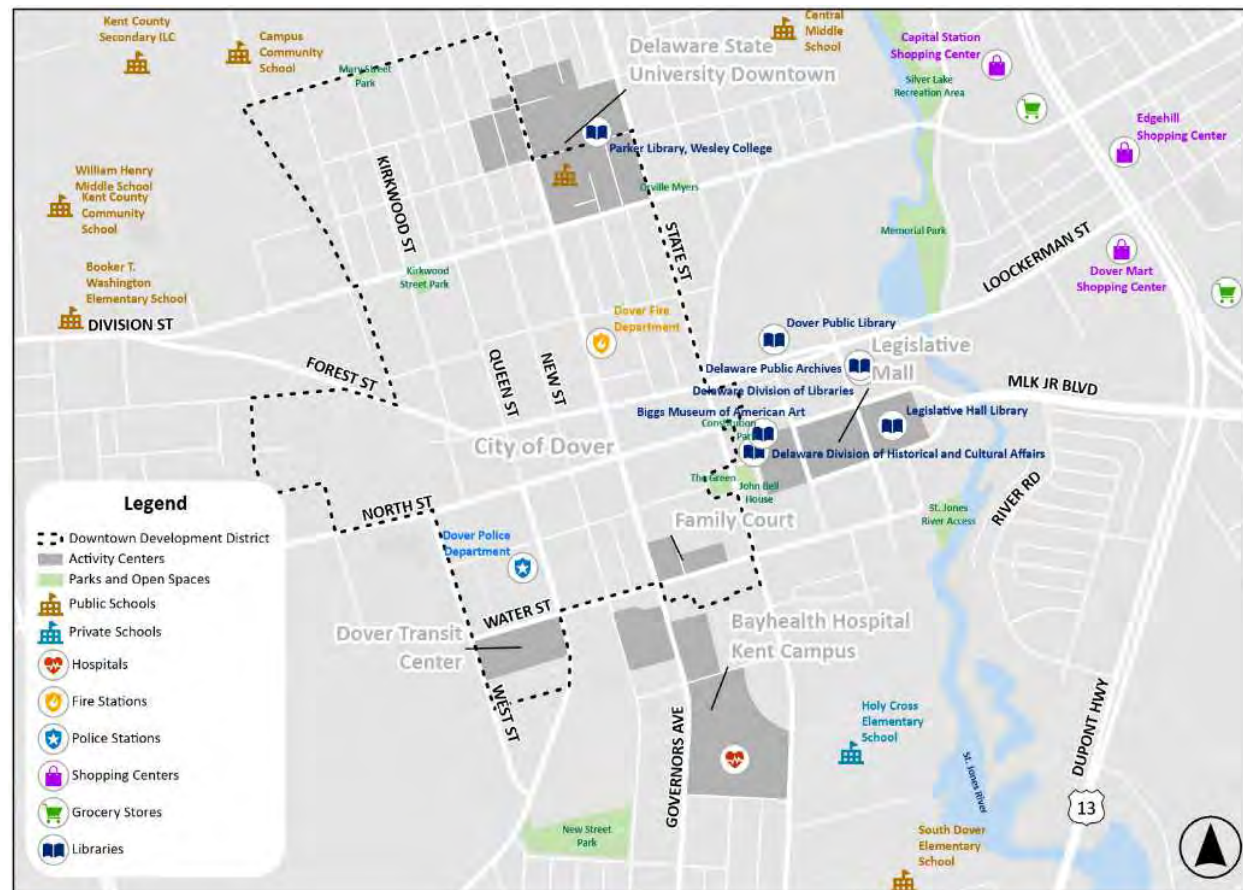 Kent County
Secondary ILC
Campus
Community
School
Central
Middle
School
Capital Station
Shopping Center
Delaware State
University Downtown
Mary Street
Park
Silver Lake
Recreation Area
Edgehill
Shopping Center
Parker Library, Wesley College
William Henry
Middle School
Kent County
Community
School
KIRKWOOD ST
Orville Myers
STATE ST
Memorial Park
LOOCKERMAN ST
Dover Mart
Shopping Center
Booker T.
Washington
Elementary School
DIVISION ST
Kirkwood
Street Park
Dover Fire
Department
Dover Public Library
Legislative
Mall
Delaware Public Archives
FOREST ST
QUEEN ST
NEW ST
Delaware Division of Libraries
MLK JR BLVD
Biggs Museum of American Art
Legislative Hall Library
Constitution
Park
City of Dover
Delaware Division of Historical and Cultural Affairs
The Green
John Bell
House
RIVER RD
St. Jones
River Access
NORTH ST
Family Court
Dover Police
Department
WATER ST
Dover Transit
Center
Bayhealth Hospital
Kent Campus
WEST ST
GOVERNORS AVE
Holy Cross
Elementary
School
DUPONT HWY
St. Jones River
13
New Street
Park
South Dover
Elementary
School
Legend
Downtown Development District
Activity Centers
Parks and Open Spaces
Public Schools
Private Schools
Hospitals
Fire Stations
Police Stations
Shopping Centers
Grocery Stores
Libraries